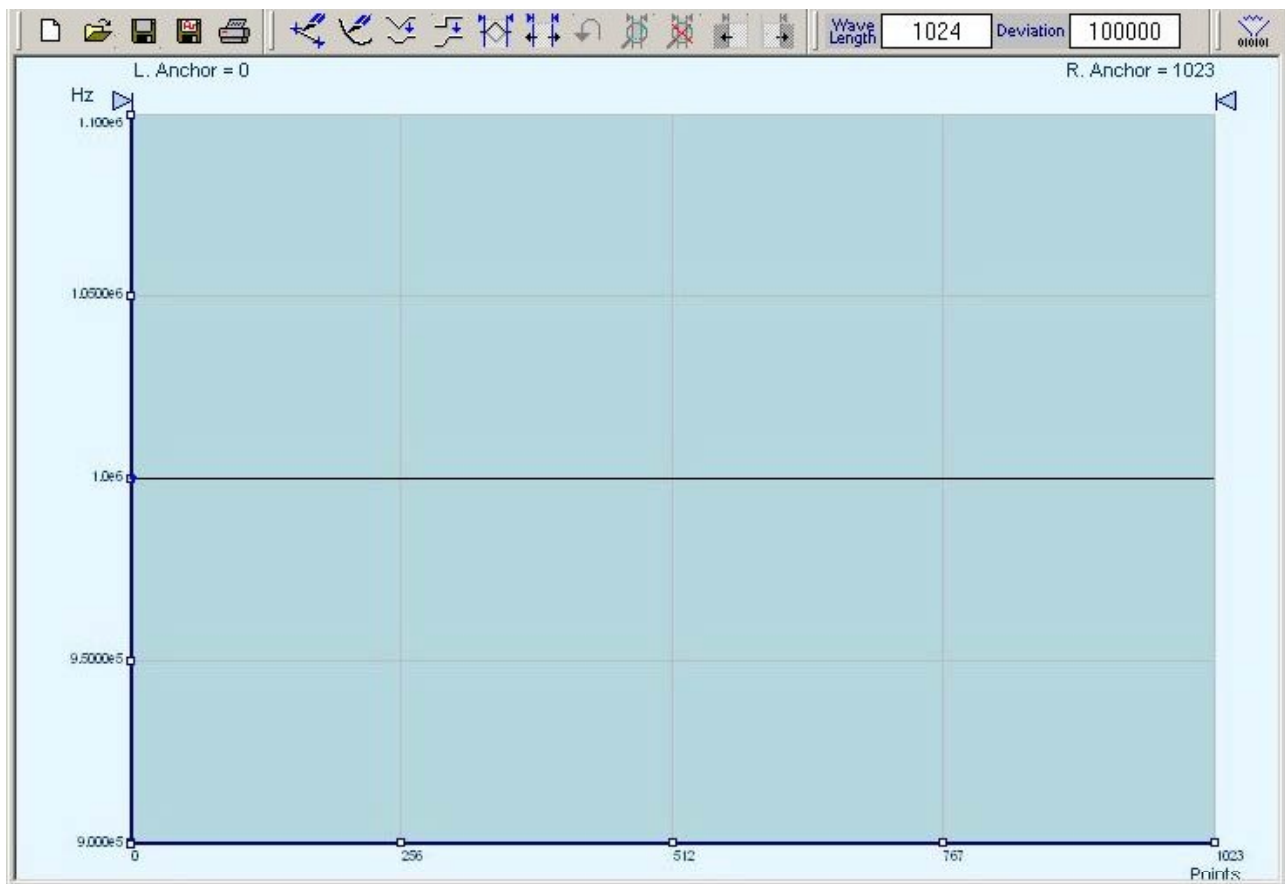 Wave Length 1024 Deviation 100000
010101
L. Anchor = 0 R. Anchor = 1023
Hz
1.100e6
1.0500e6
1.0e6
9.5000e5
9.000e5
0 256 512 767 1023
Points